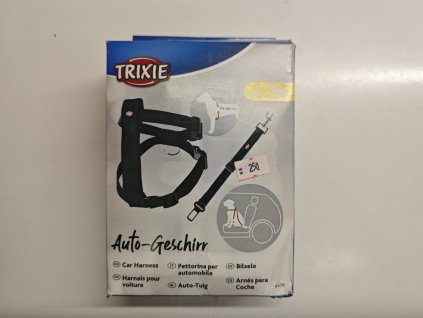 TRIXIE
Auto-Geschirr
Car Harness
Harnais pour
voiture
Pettorina per
automobile
Auto-Tuig
Bilsele
Arnés para
Coche